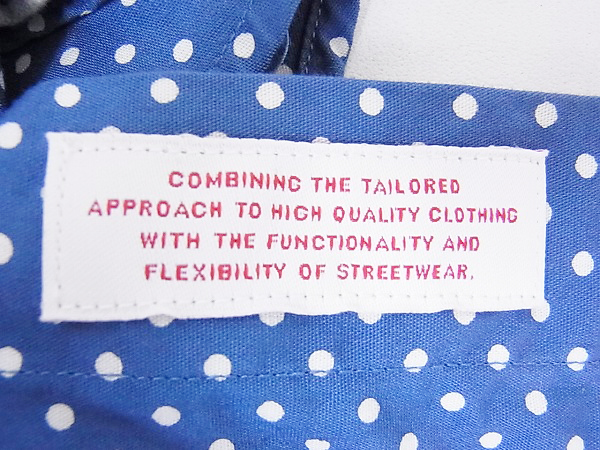 COMBINING THE TAILORED
APPROACH TO HIGH QUALITY CLOTHING
WITH THE FUNCTIONALITY AND
FLEXIBILITY OF STREETWEAR.